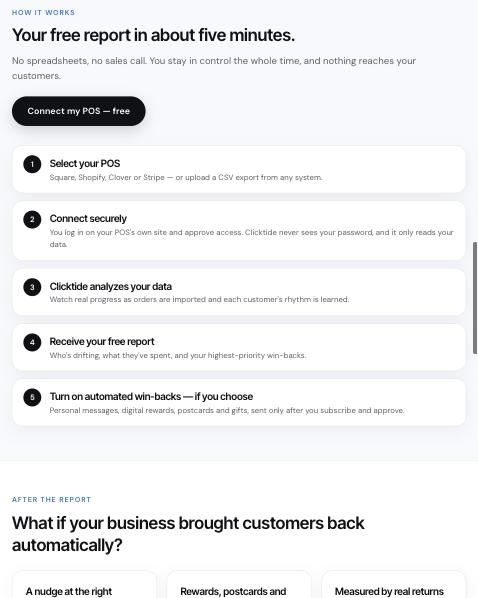 HOW IT WORKS
Your free report in about five minutes.
No spreadsheets, no sales call. You stay in control the whole time, and nothing reaches your
customers.
Connect my POS — free
1
Select your POS
Square, Shopify, Clover or Stripe — or upload a CSV export from any system.
2
Connect securely
You log in on your POS's own site and approve access. Clicktide never sees your password, and it only reads your
data.
3
Clicktide analyzes your data
Watch real progress as orders are imported and each customer's rhythm is learned.
4
Receive your free report
Who's drifting, what they've spent, and your highest-priority win-backs.
5
Turn on automated win-backs — if you choose
Personal messages, digital rewards, postcards and gifts, sent only after you subscribe and approve.
AFTER THE REPORT
What if your business brought customers back
automatically?
A nudge at the right
Rewards, postcards and
Measured by real returns